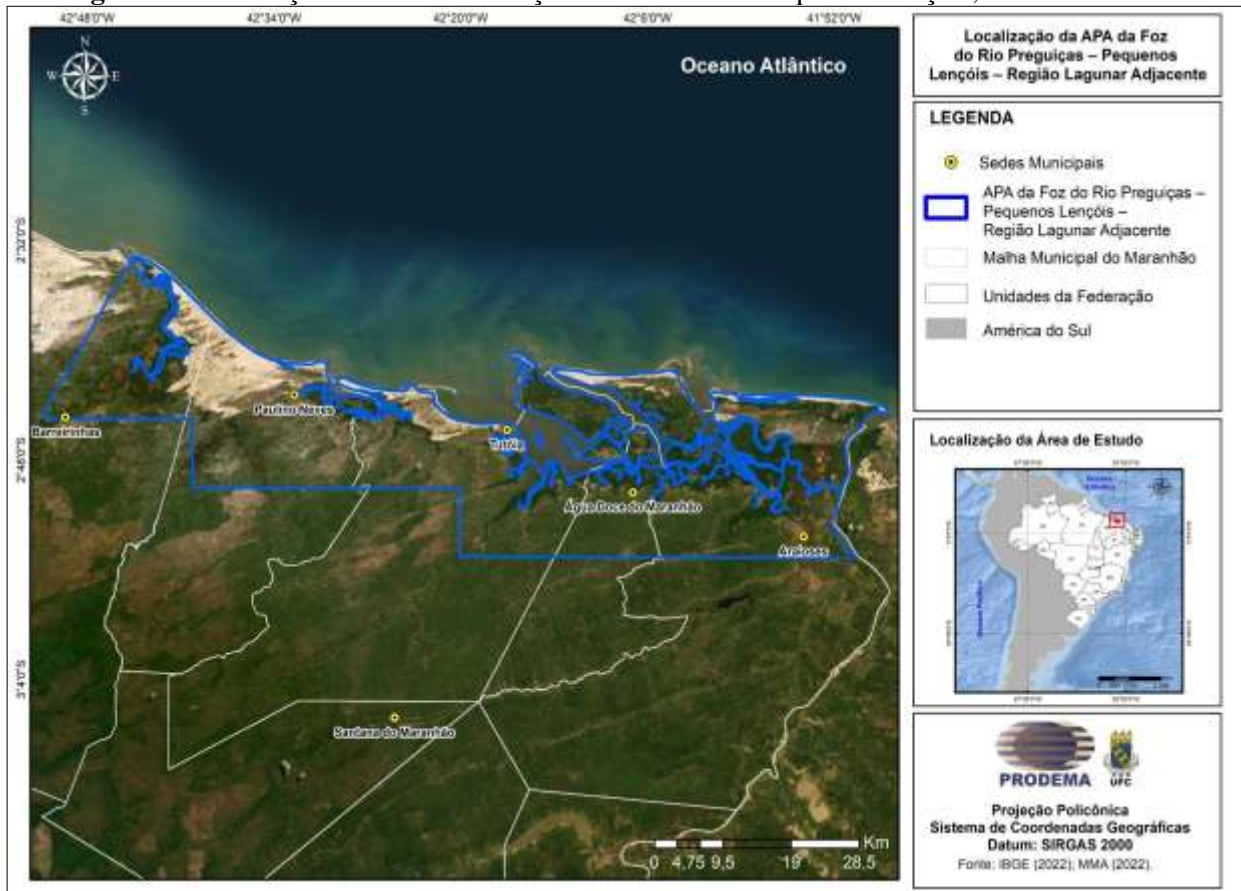 42°48'0"W 42°34'0"W 42°20'0"W 42°6'0"W 41°52'0"W
N
W E
S
Oceano Atlântico
2°48'0"S
3°4'0"S
Barreirinhas
Paulino Neves
Tutóia
Água Doce do Maranhão
Araioses
Santana do Maranhão
Km
0 4,75 9,5 19 28,5
Localização da APA da Foz
do Rio Preguiças – Pequenos
Lençóis – Região Lagunar Adjacente
LEGENDA
Sedes Municipais
APA da Foz do Rio Preguiças –
Pequenos Lençóis –
Região Lagunar Adjacente
Malha Municipal do Maranhão
Unidades da Federação
América do Sul
Localização da Área de Estudo
PRODEMA
UFC
Projeção Policônica
Sistema de Coordenadas Geográficas
Datum: SIRGAS 2000
Fonte: IBGE (2022); MMA (2022).